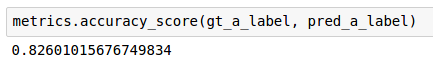 metrics.accuracy_score(gt_a_label, pred_a_label)
0.82601015676749834